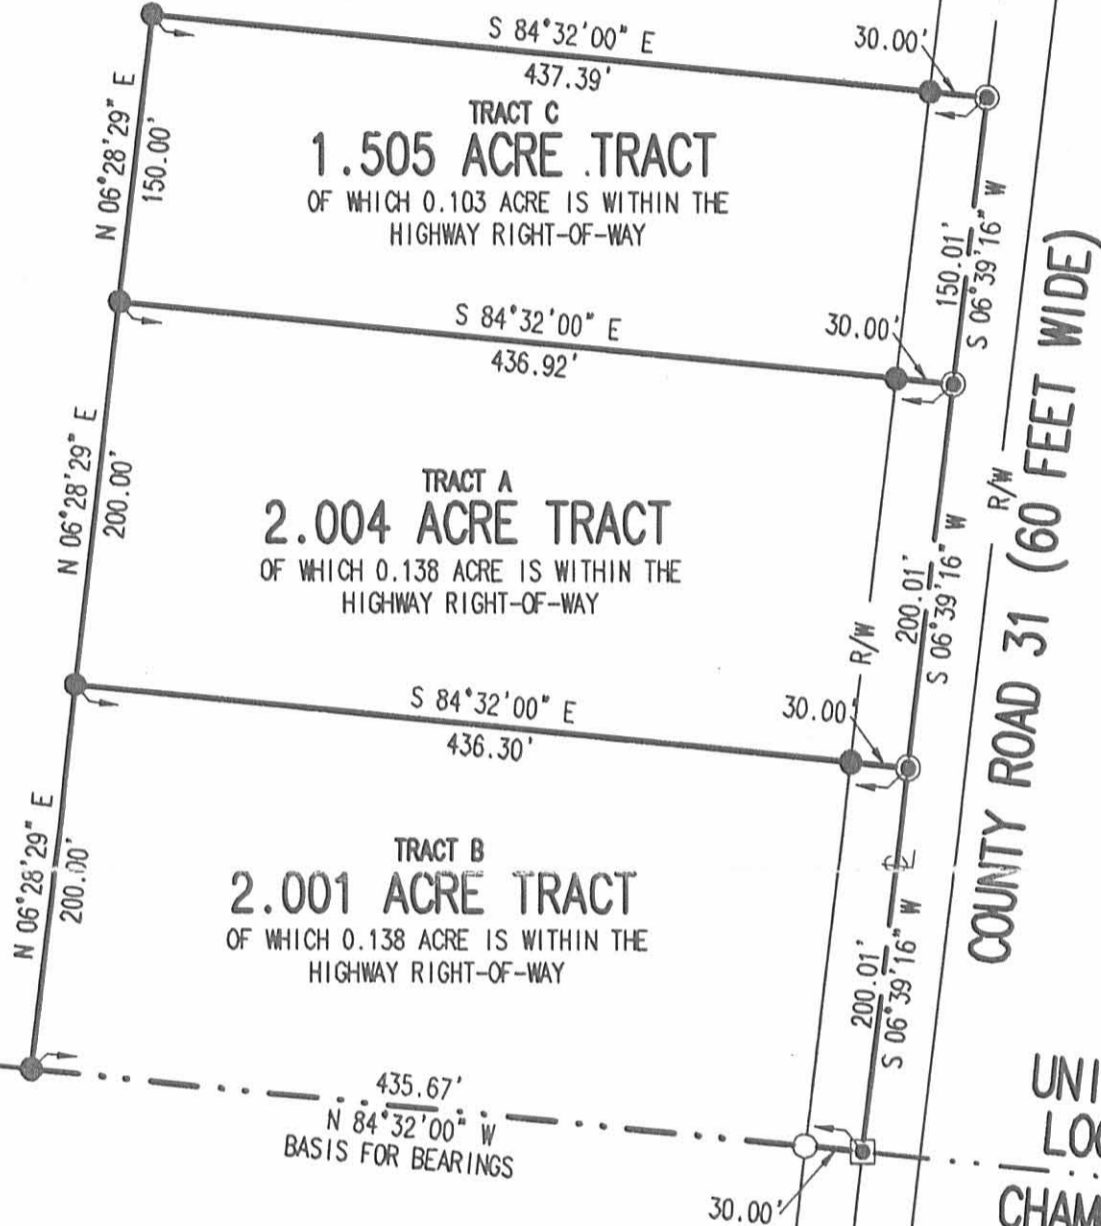 S 84°32'00" E
437.39'
30.00'
N 06°28'29" E
150.00'
TRACT C
1.505 ACRE TRACT
OF WHICH 0.103 ACRE IS WITHIN THE
HIGHWAY RIGHT-OF-WAY
150.01'
S 06°39'16" W
S 84°32'00" E
436.92'
30.00'
N 06°28'29" E
200.00'
TRACT A
2.004 ACRE TRACT
OF WHICH 0.138 ACRE IS WITHIN THE
HIGHWAY RIGHT-OF-WAY
R/W
200.01'
S 06°39'16" W
R/W
COUNTY ROAD 31 (60 FEET WIDE)
S 84°32'00" E
436.30'
30.00'
N 06°28'29" E
200.00'
TRACT B
2.001 ACRE TRACT
OF WHICH 0.138 ACRE IS WITHIN THE
HIGHWAY RIGHT-OF-WAY
200.01'
S 06°39'16" W
435.67'
N 84°32'00" W
BASIS FOR BEARINGS
30.00'